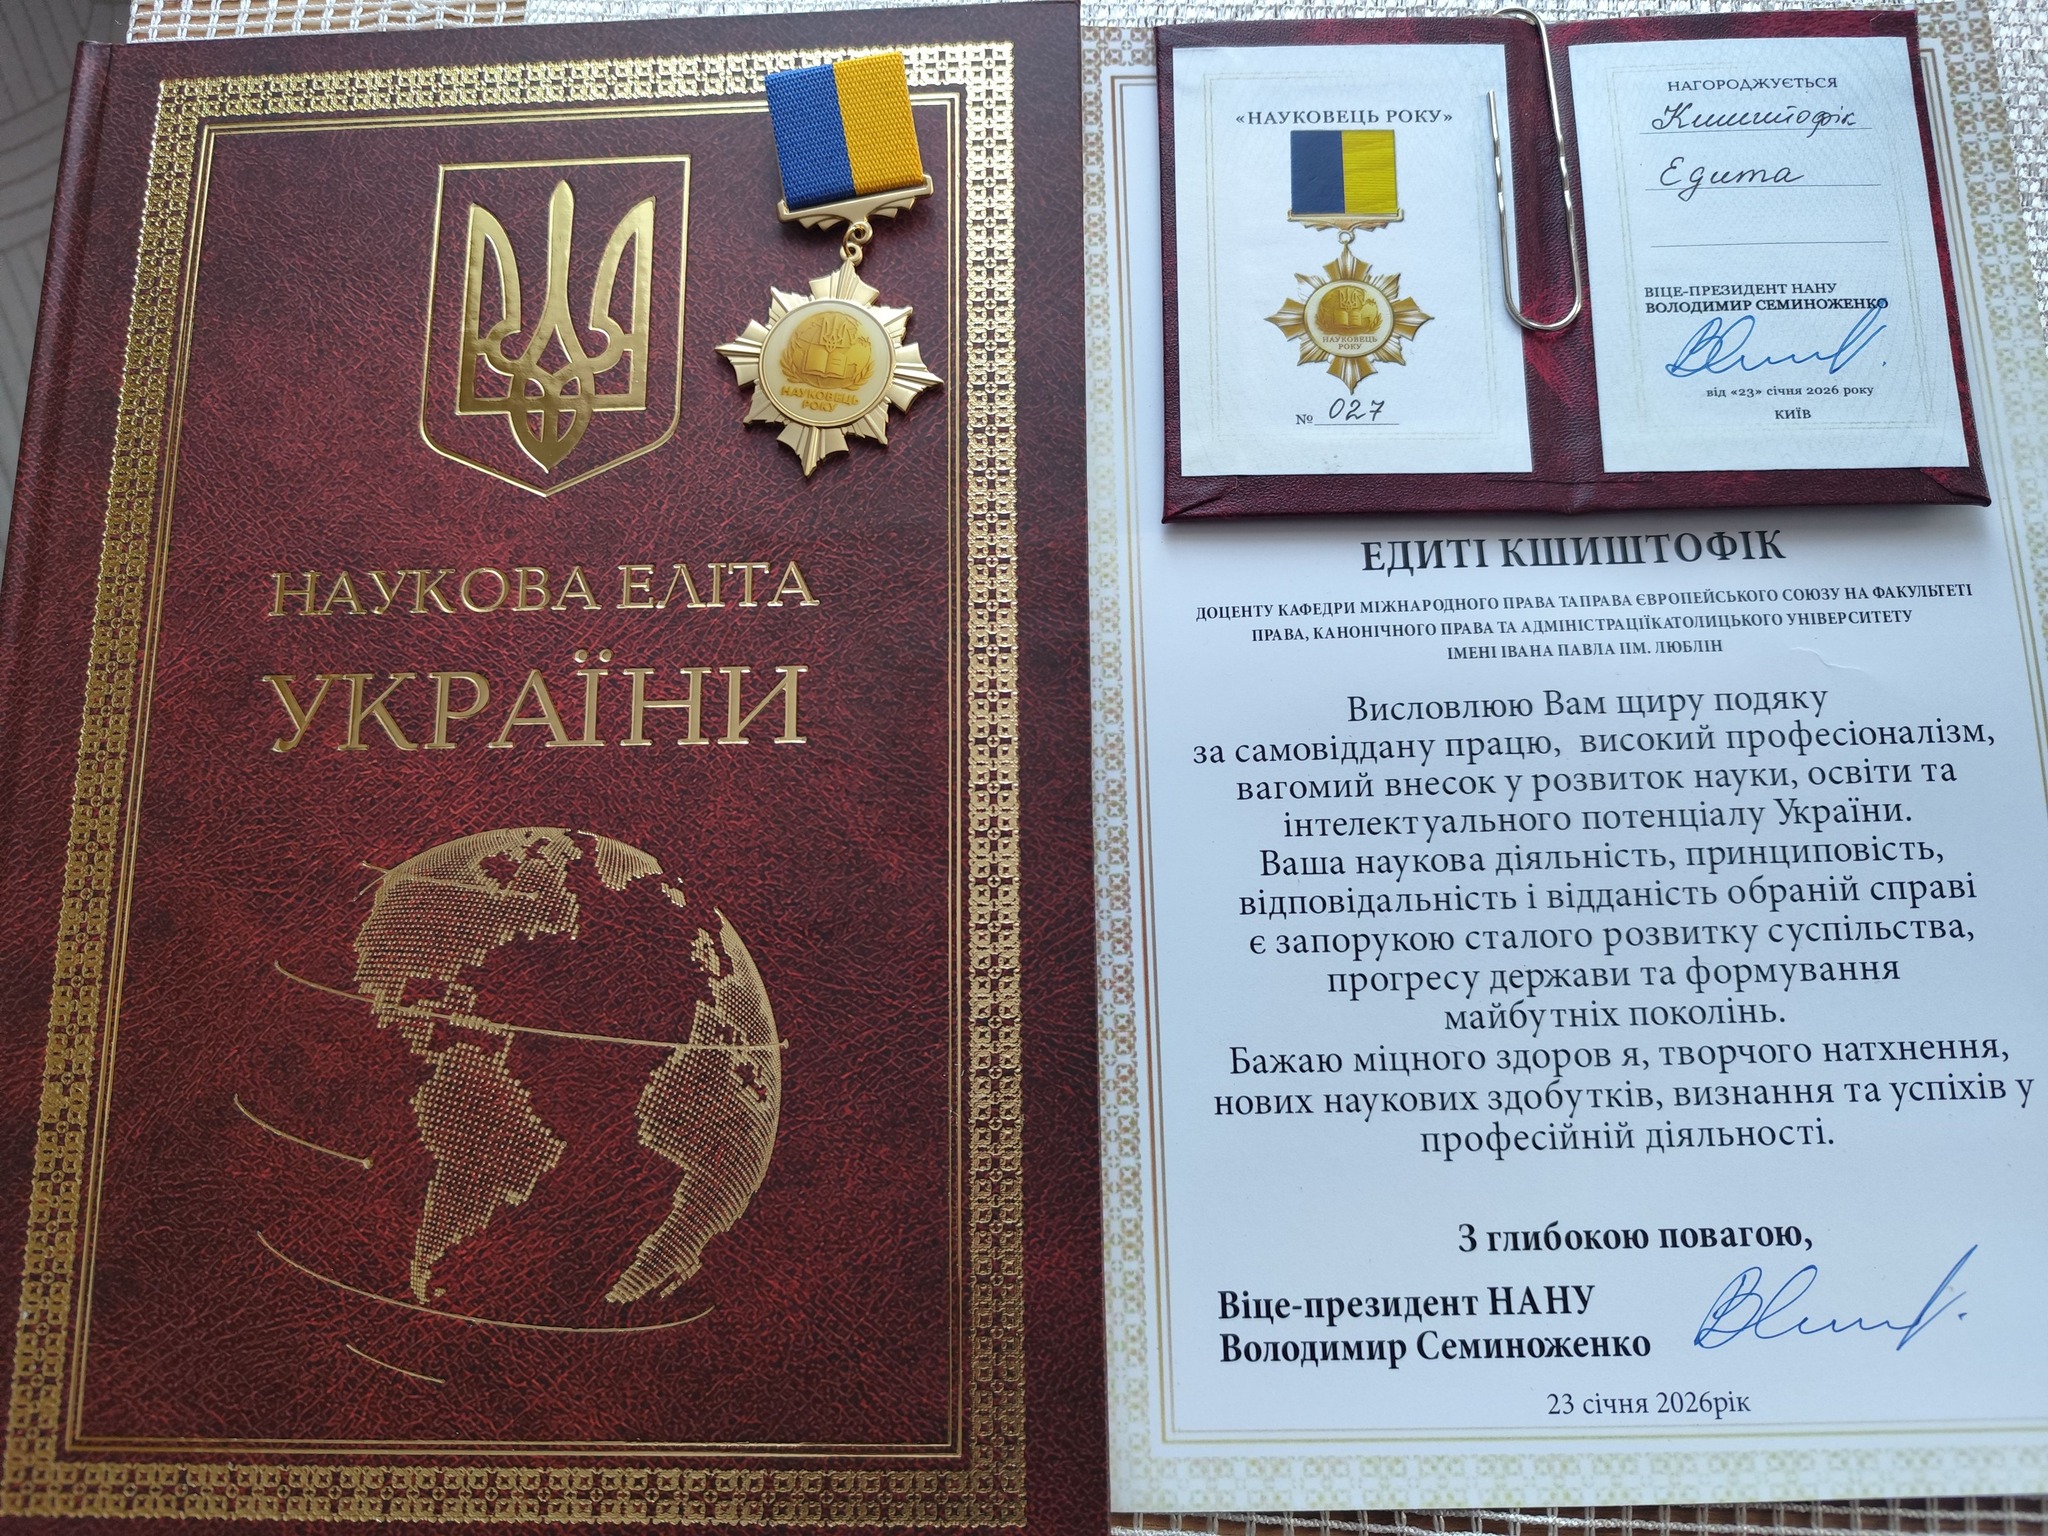 НАУКОВЕЦЬ
РОКУ
НАУКОВА ЕЛІТА
УКРАЇНИ
«НАУКОВЕЦЬ РОКУ»
НАУКОВЕЦЬ
РОКУ
№ 027
НАГОРОДЖУЄТЬСЯ
Кшиштофік
Едита
ВІЦЕ-ПРЕЗИДЕНТ НАНУ
ВОЛОДИМИР СЕМИНОЖЕНКО
від «23» січня 2026 року
КИЇВ
ЕДИТІ КШИШТОФІК
ДОЦЕНТУ КАФЕДРИ МІЖНАРОДНОГО ПРАВА ТАПРАВА ЄВРОПЕЙСЬКОГО СОЮЗУ НА ФАКУЛЬТЕТІ
ПРАВА, КАНОНІЧНОГО ПРАВА ТА АДМІНІСТРАЦІЇКАТОЛИЦЬКОГО УНІВЕРСИТЕТУ
ІМЕНІ ІВАНА ПАВЛА ІІМ. ЛЮБЛІН
Висловлюю Вам щиру подяку
за самовіддану працю, високий професіоналізм,
вагомий внесок у розвиток науки, освіти та
інтелектуального потенціалу України.
Ваша наукова діяльність, принциповість,
відповідальність і відданість обраній справі
є запорукою сталого розвитку суспільства,
прогресу держави та формування
майбутніх поколінь.
Бажаю міцного здоров я, творчого натхнення,
нових наукових здобутків, визнання та успіхів у
професійній діяльності.
З глибокою повагою,
Віце-президент НАНУ
Володимир Семиноженко
23 січня 2026рік